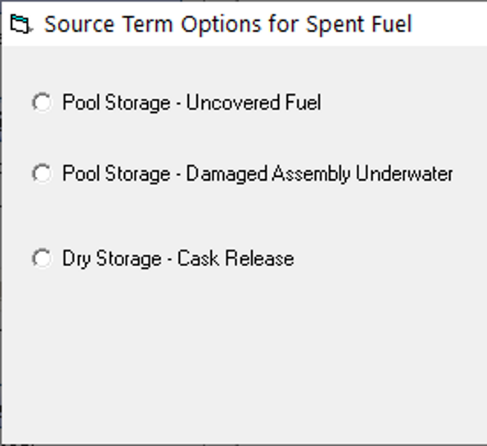 Source Term Options for Spent Fuel
Pool Storage - Uncovered Fuel
Pool Storage - Damaged Assembly Underwater
Dry Storage - Cask Release